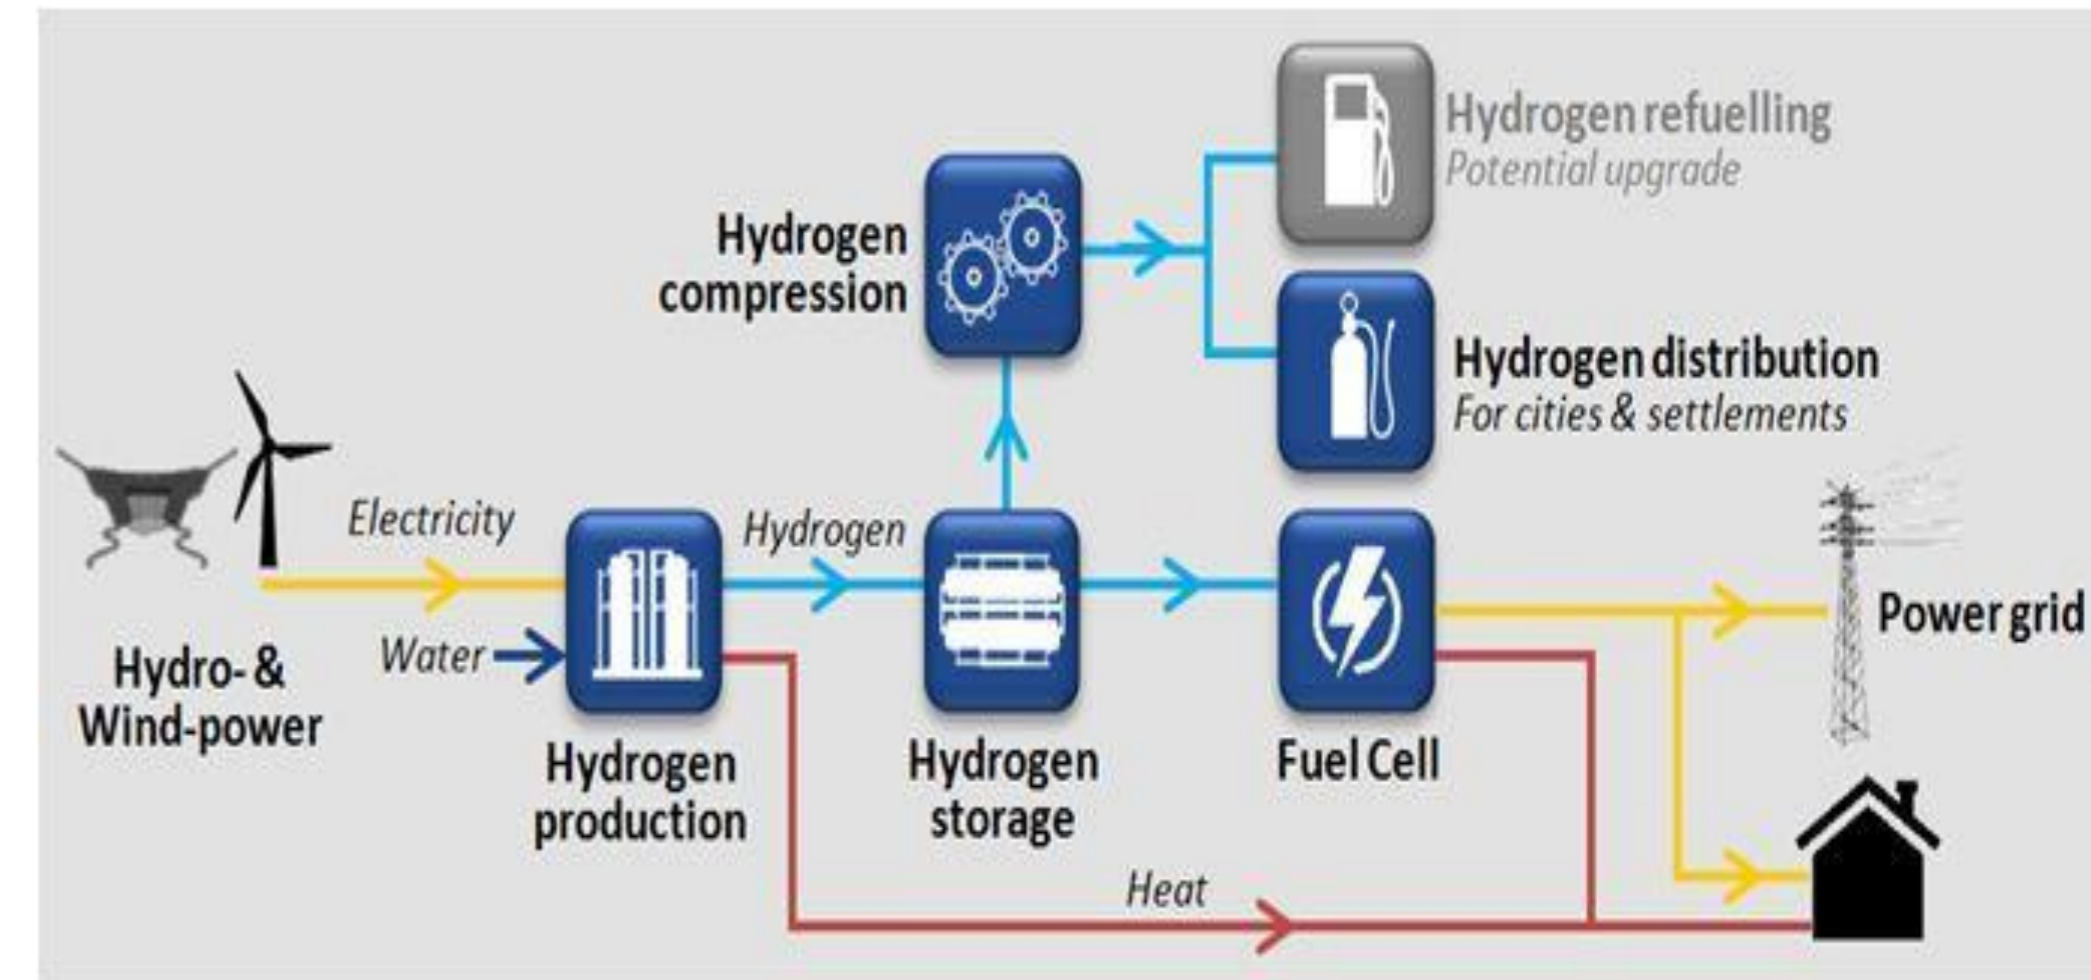 Hydrogen refuelling
Potential upgrade
Hydrogen
compression
Hydrogen distribution
For cities & settlements
Electricity
Hydrogen
Water
Hydro- &
Wind-power
Power grid
Hydrogen
production
Hydrogen
storage
Fuel Cell
Heat